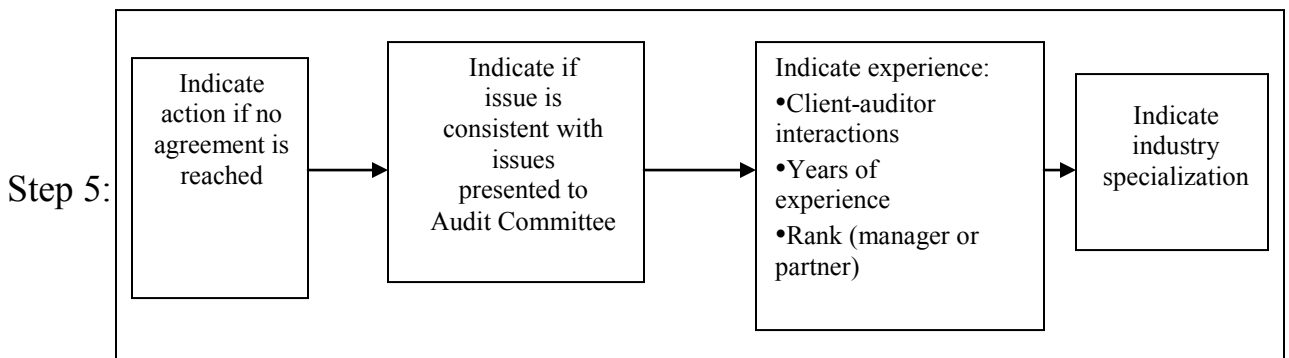 Step 5:
Indicate
action if no
agreement is
reached
Indicate if
issue is
consistent with
issues
presented to
Audit Committee
Indicate experience:
•Client-auditor
interactions
•Years of
experience
•Rank (manager or
partner)
Indicate
industry
specialization